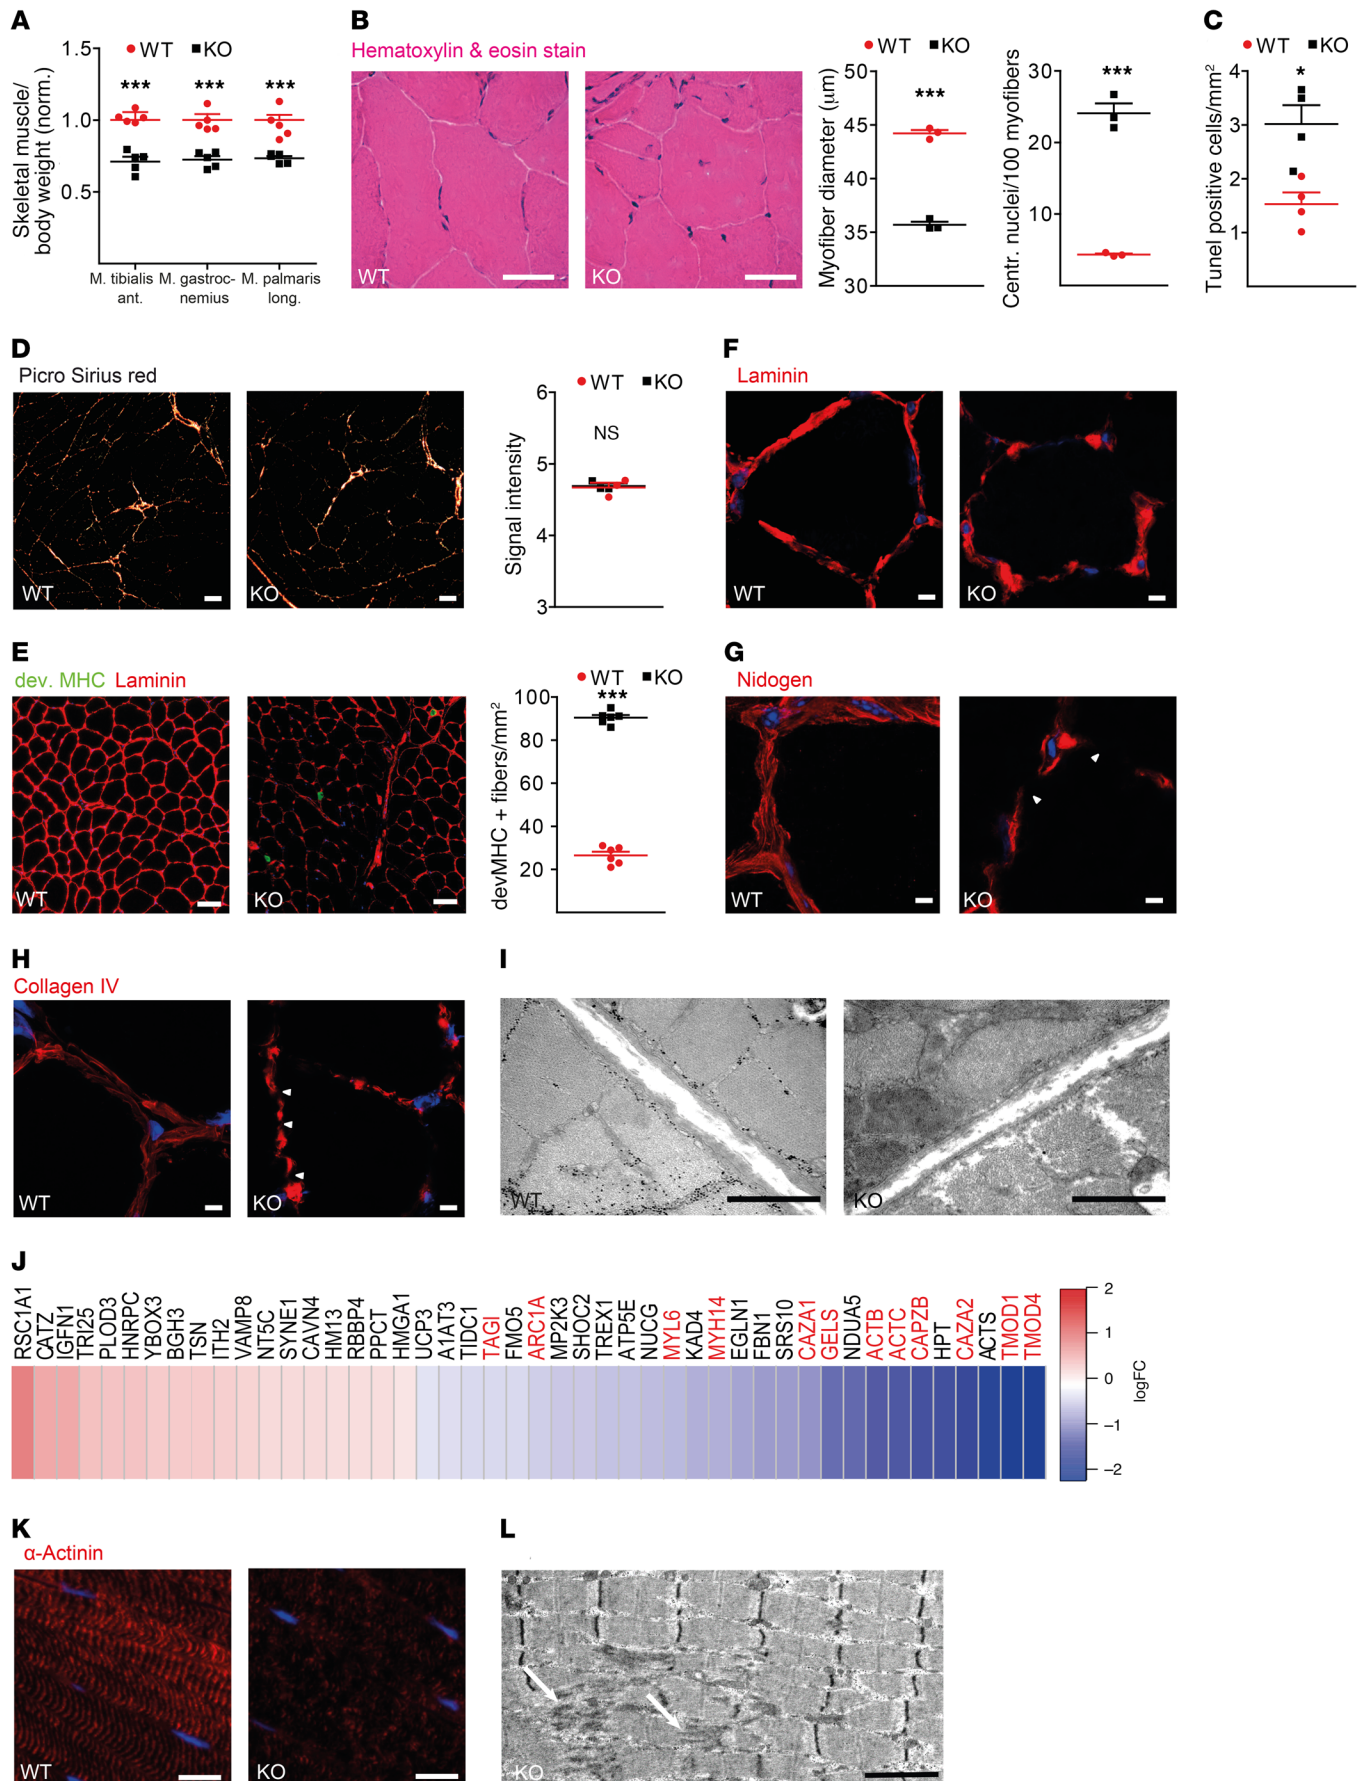 A
WT KO
Skeletal muscle/
body weight (norm.)
1.5
1.0
0.5
*** *** ***
M. tibialis
ant.
M. gastroc-
nemius
M. palmaris
long.
B
Hematoxylin & eosin stain
WT
KO
WT KO
Myofiber diameter (µm)
50
45
40
35
30
***
Centr. nuclei/100 myofibers
30
20
10
***
C
WT KO
Tunel positive cells/mm²
4
3
2
1
*
D
Picro Sirius red
WT
KO
WT KO
Signal intensity
6
5
4
3
NS
F
Laminin
WT
KO
E
dev. MHC Laminin
WT
KO
WT KO
devMHC + fibers/mm²
100
80
60
40
20
***
G
Nidogen
WT
KO
H
Collagen IV
WT
KO
I
WT
KO
J
RSC1A1
CATZ
IGFN1
TRI25
PLOD3
HNRPC
YBOX3
BGH3
TSN
ITH2
VAMP8
NT5C
SYNE1
CAVN4
HM13
RBBP4
PPCT
HMGA1
UCP3
A1AT3
TIDC1
TAGl
FMO5
ARC1A
MP2K3
SHOC2
TREX1
ATP5E
NUCG
MYL6
KAD4
MYH14
EGLN1
FBN1
SRS10
CAZA1
GELS
NDUA5
ACTB
ACTC
CAPZB
HPT
CAZA2
ACTS
TMOD1
TMOD4
2
1
0
–1
–2
logFC
K
α-Actinin
WT
KO
L
KO